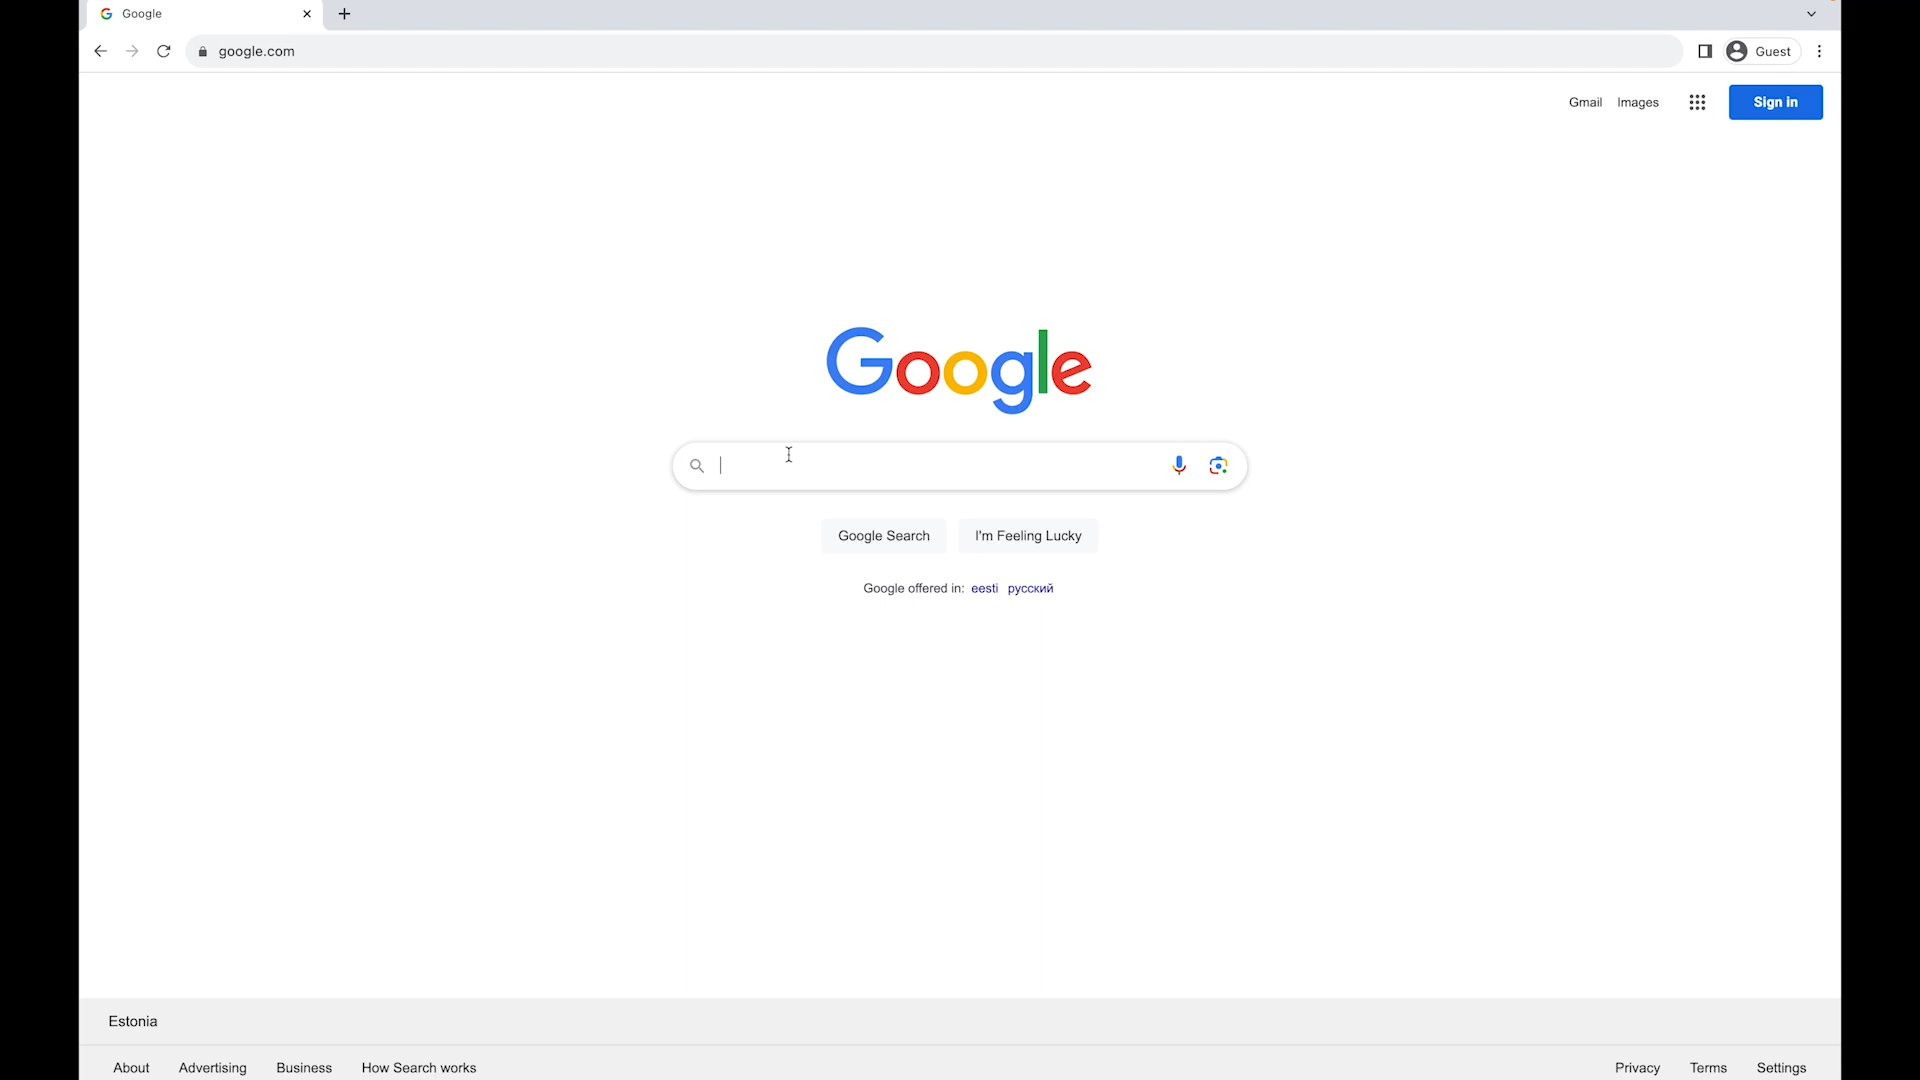 Google
google.com
Guest
Gmail Images Sign in
Google
Google Search I'm Feeling Lucky
Google offered in: eesti русский
Estonia
About Advertising Business How Search works Privacy Terms Settings